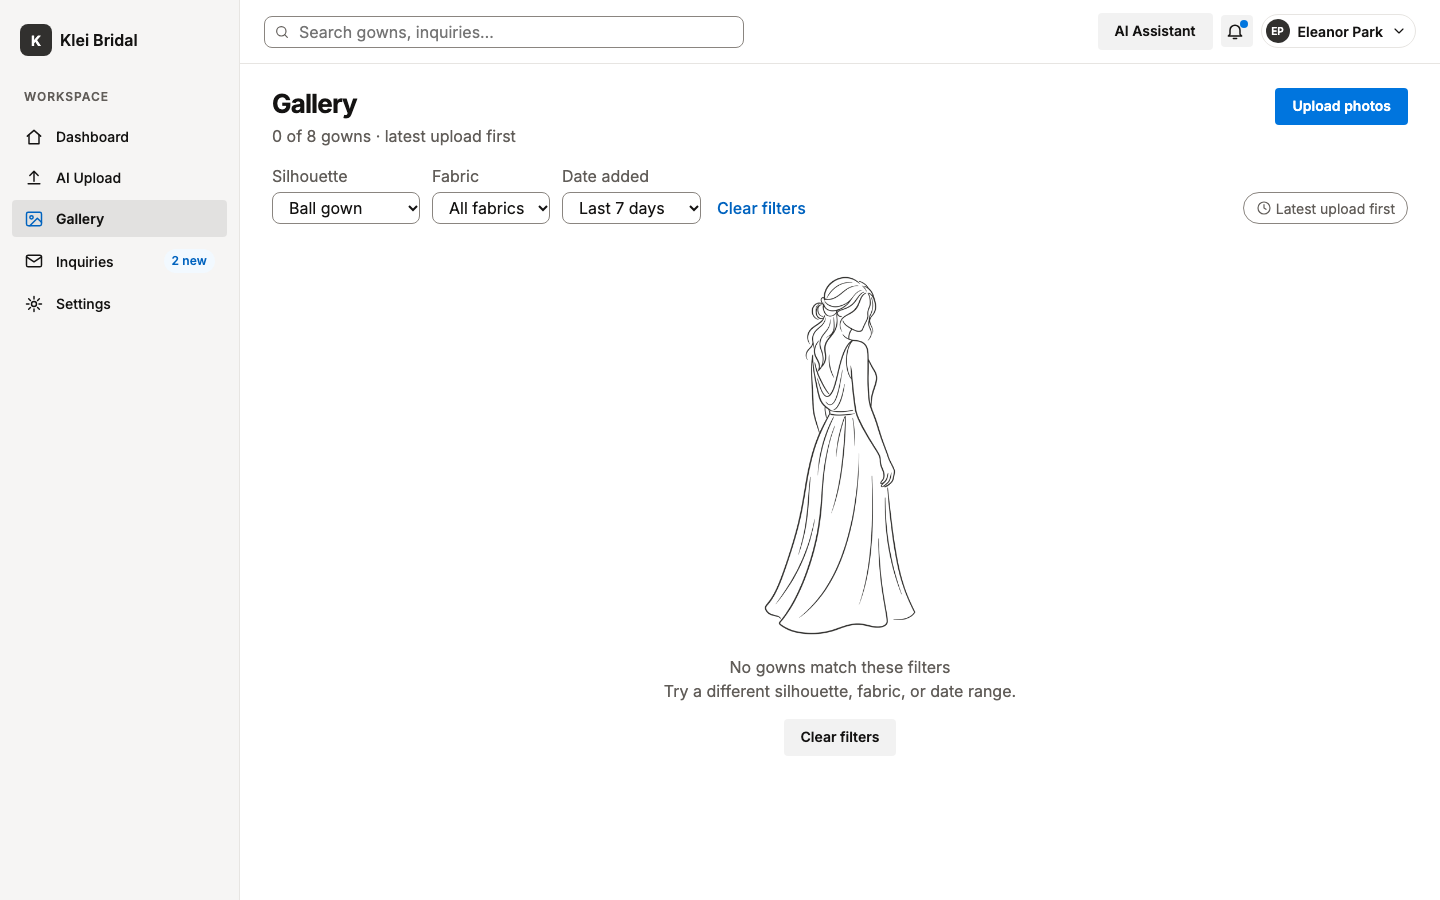 K
Klei Bridal
Search gowns, inquiries...
AI Assistant
EP
Eleanor Park
WORKSPACE
Dashboard
AI Upload
Gallery
Inquiries
2 new
Settings
Gallery
0 of 8 gowns · latest upload first
Upload photos
Silhouette
Fabric
Date added
Ball gown
All fabrics
Last 7 days
Clear filters
Latest upload first
No gowns match these filters
Try a different silhouette, fabric, or date range.
Clear filters